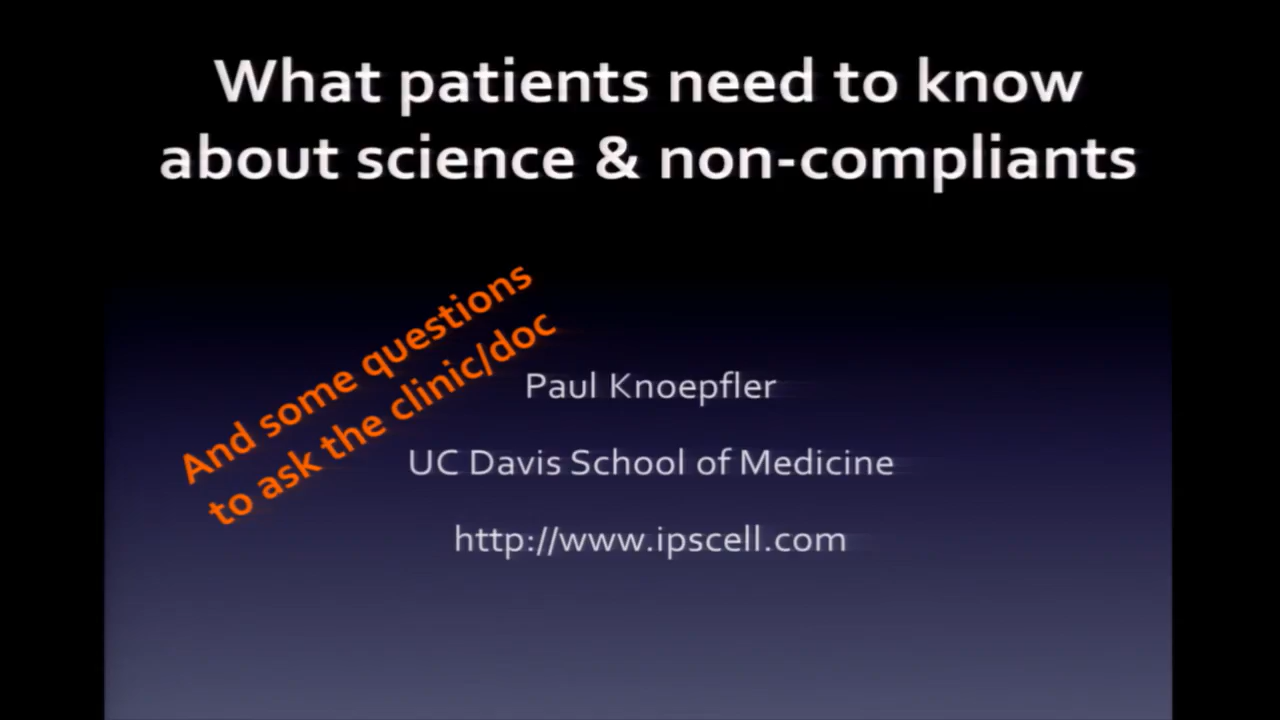 What patients need to know
about science & non-compliants
And some questions
to ask the clinic/doc
Paul Knoepfler
UC Davis School of Medicine
http://www.ipscell.com